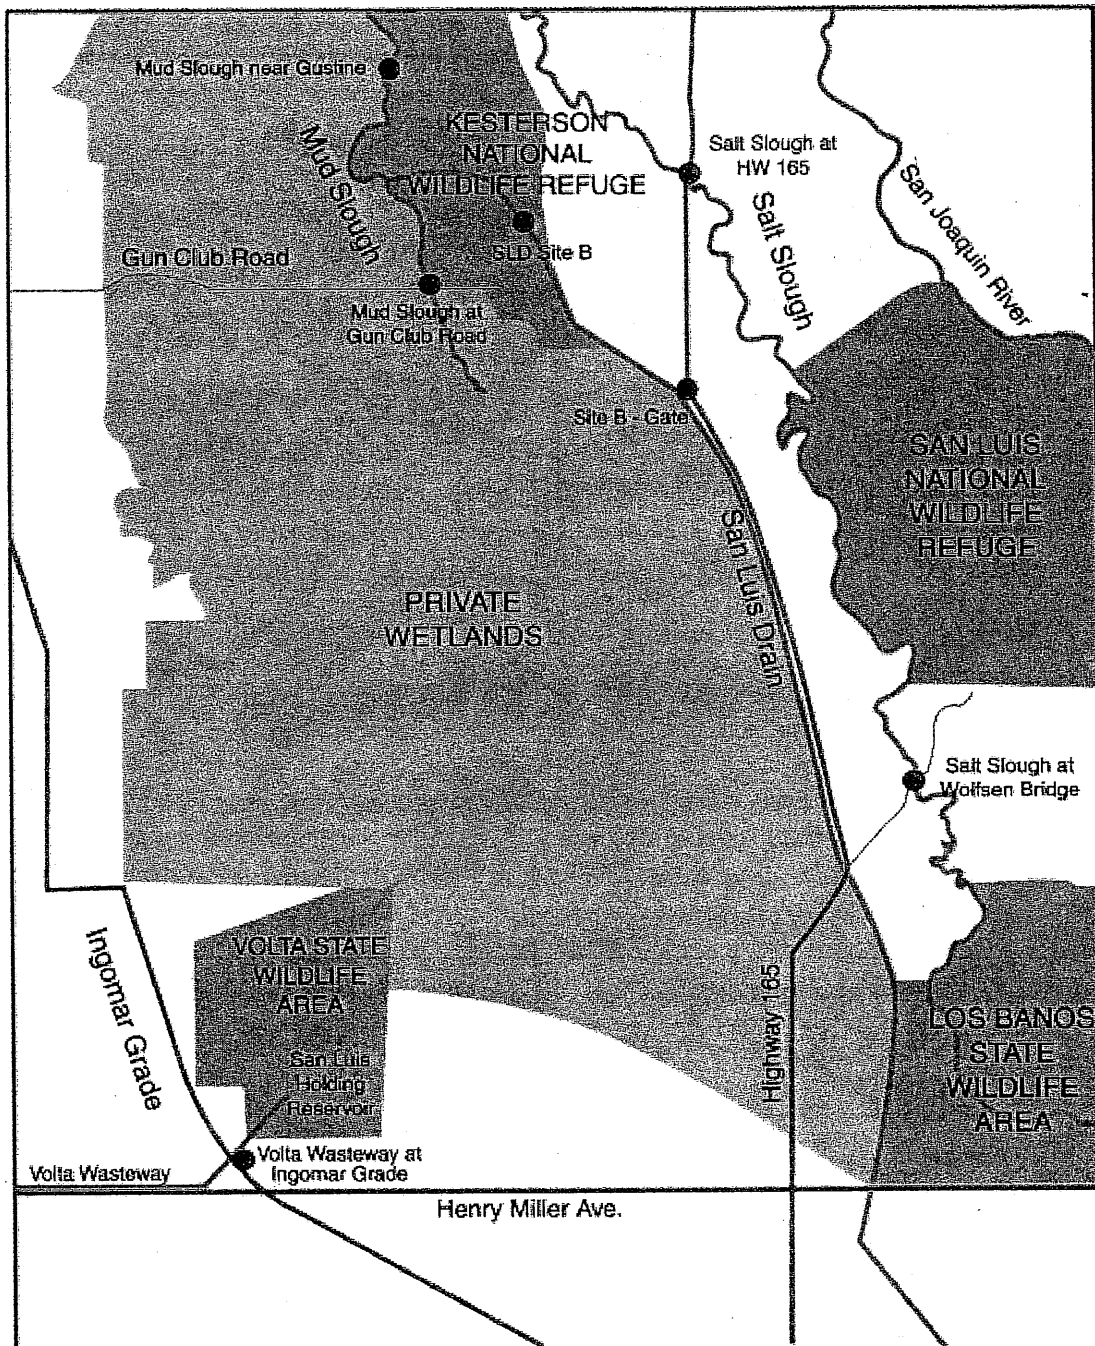 Mud Slough near Gustine
KESTERSON
NATIONAL
WILDLIFE REFUGE
Mud Slough
Salt Slough at
HW 165
Salt Slough
San Joaquin River
SLD Site B
Gun Club Road
Mud Slough at
Gun Club Road
Site B - Gate
SAN LUIS
NATIONAL
WILDLIFE
REFUGE
San Luis Drain
PRIVATE
WETLANDS
Salt Slough at
Wolfsen Bridge
Ingomar Grade
VOLTA STATE
WILDLIFE
AREA
San Luis
Holding
Reservoir
Highway 165
LOS BANOS
STATE
WILDLIFE
AREA
Volta Wasteway
Volta Wasteway at
Ingomar Grade
Henry Miller Ave.